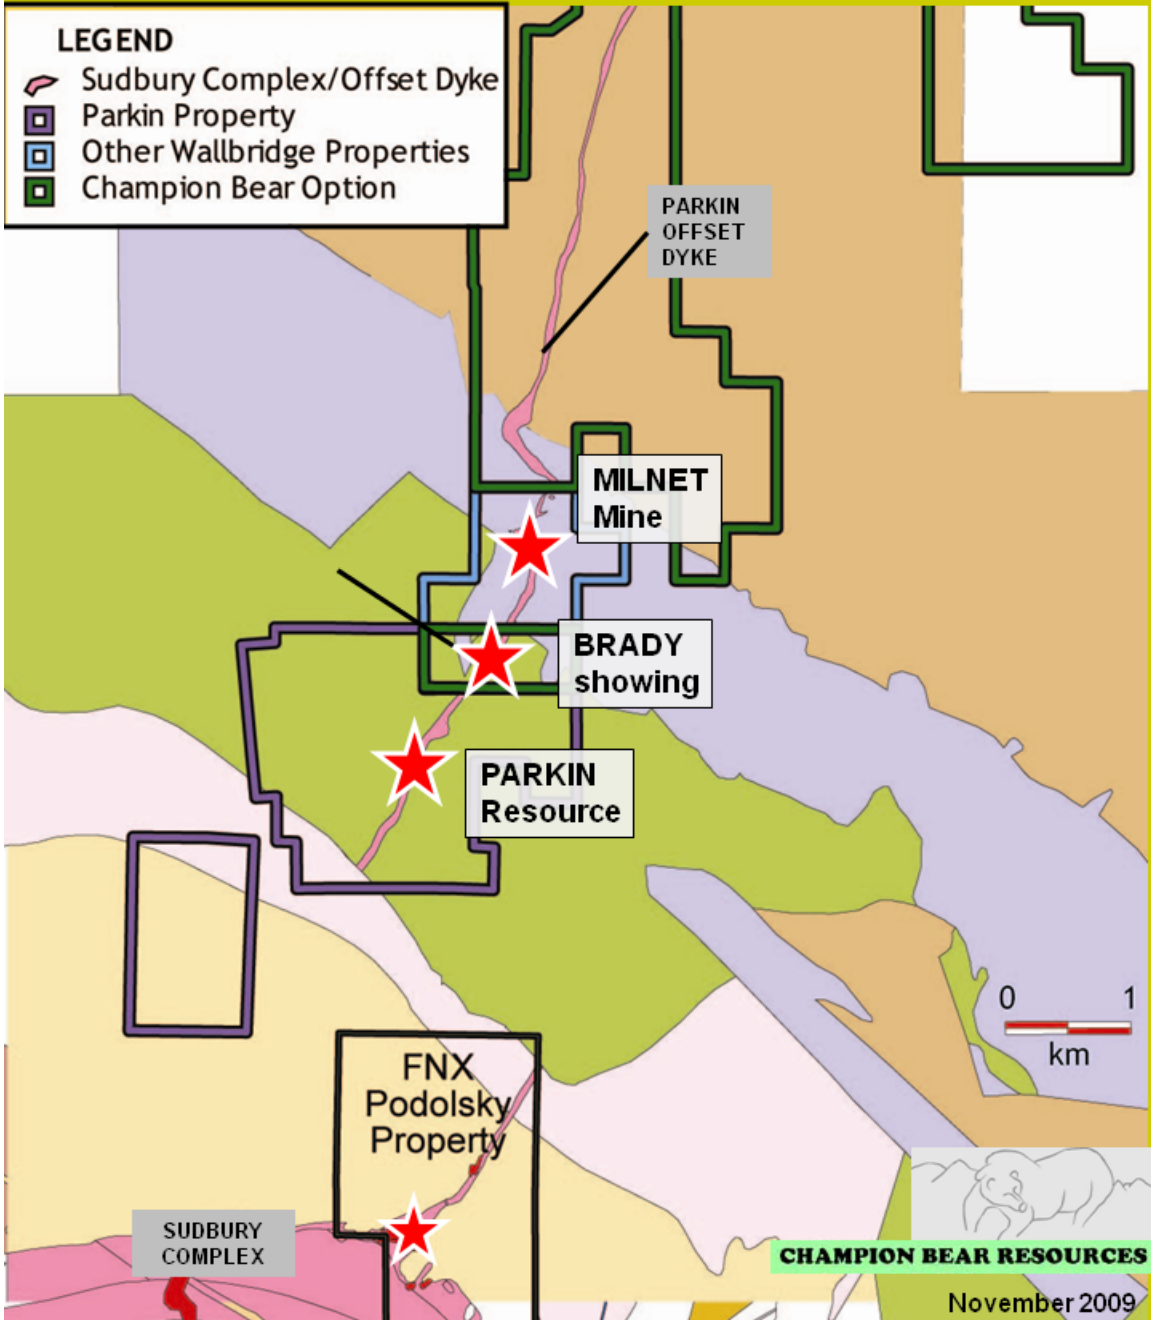 LEGEND
Sudbury Complex/Offset Dyke
Parkin Property
Other Wallbridge Properties
Champion Bear Option
PARKIN
OFFSET
DYKE
MILNET
Mine
BRADY
showing
PARKIN
Resource
0 1
km
FNX
Podolsky
Property
SUDBURY
COMPLEX
CHAMPION BEAR RESOURCES
November 2009